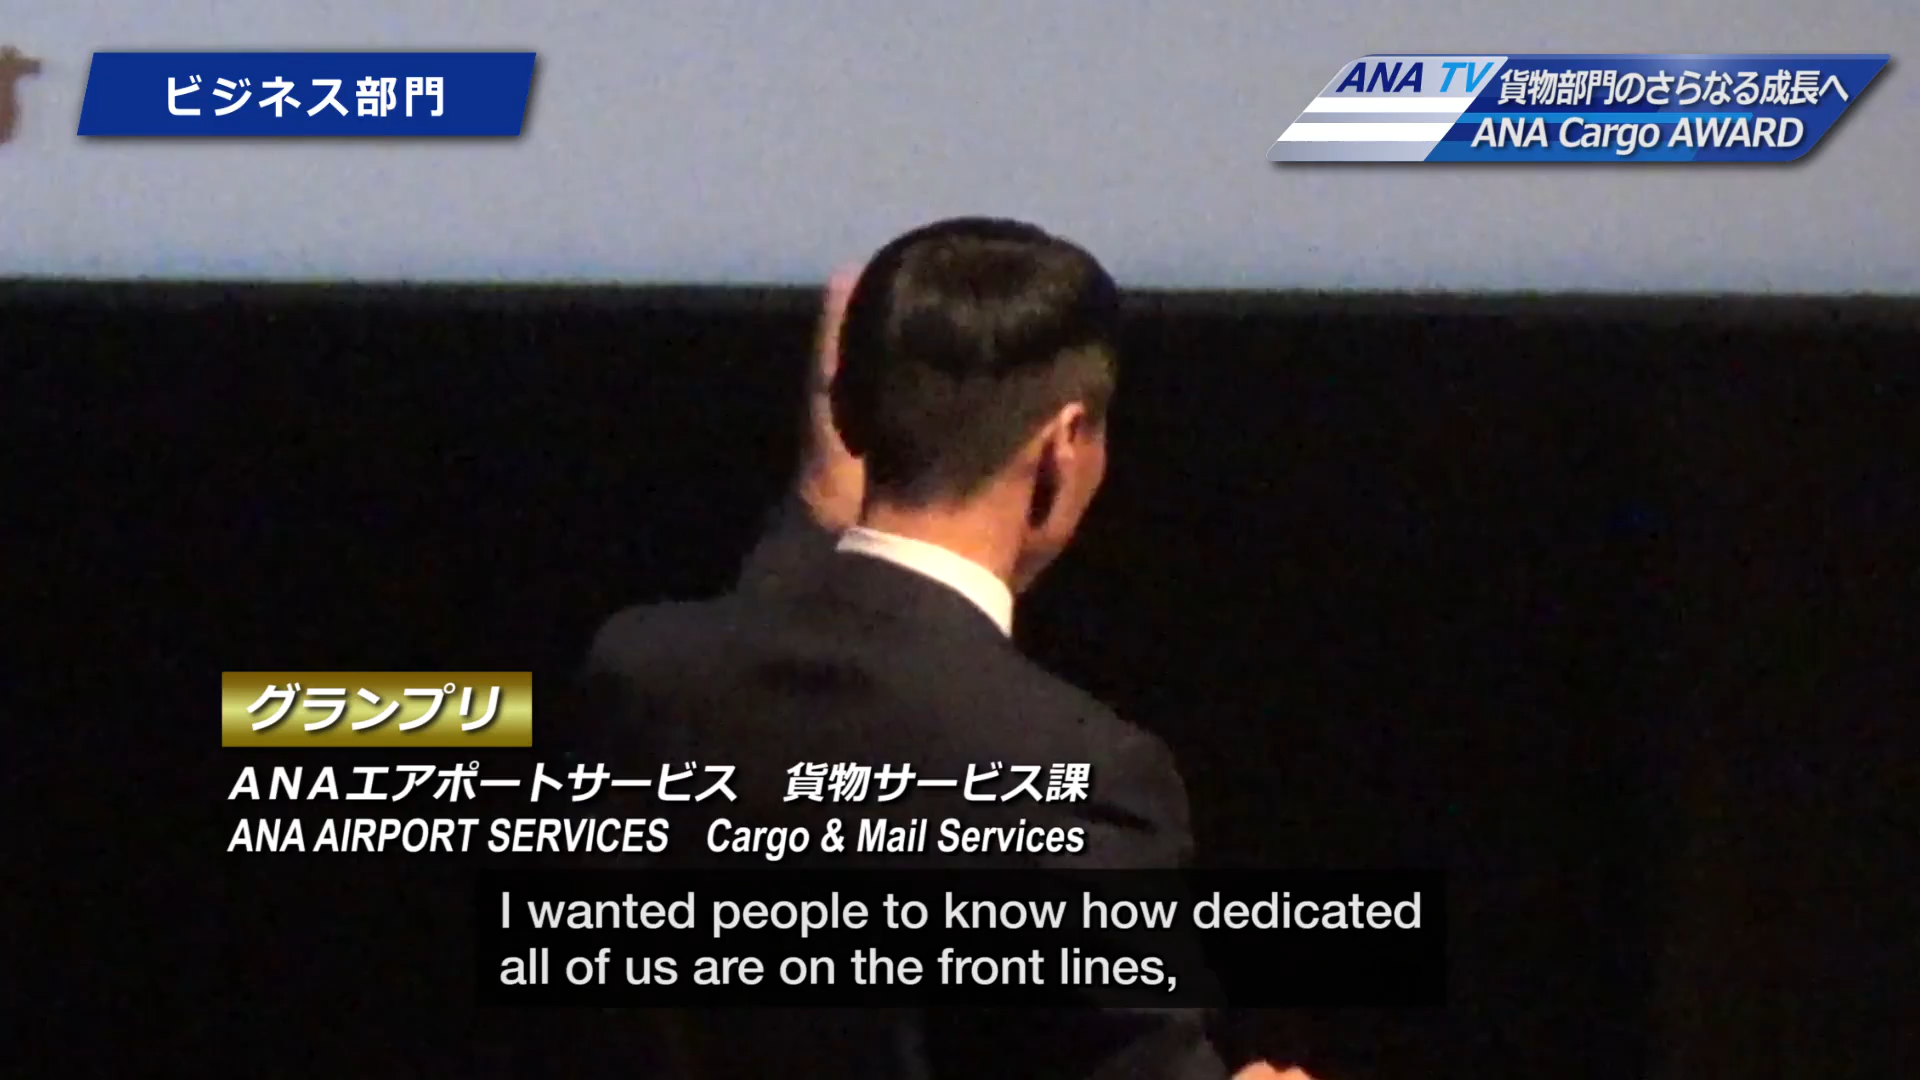 ビジネス部門
ANA TV 貨物部門のさらなる成長へ
ANA Cargo AWARD
グランプリ
ANAエアポートサービス　貨物サービス課
ANA AIRPORT SERVICES　Cargo & Mail Services
I wanted people to know how dedicated
all of us are on the front lines,